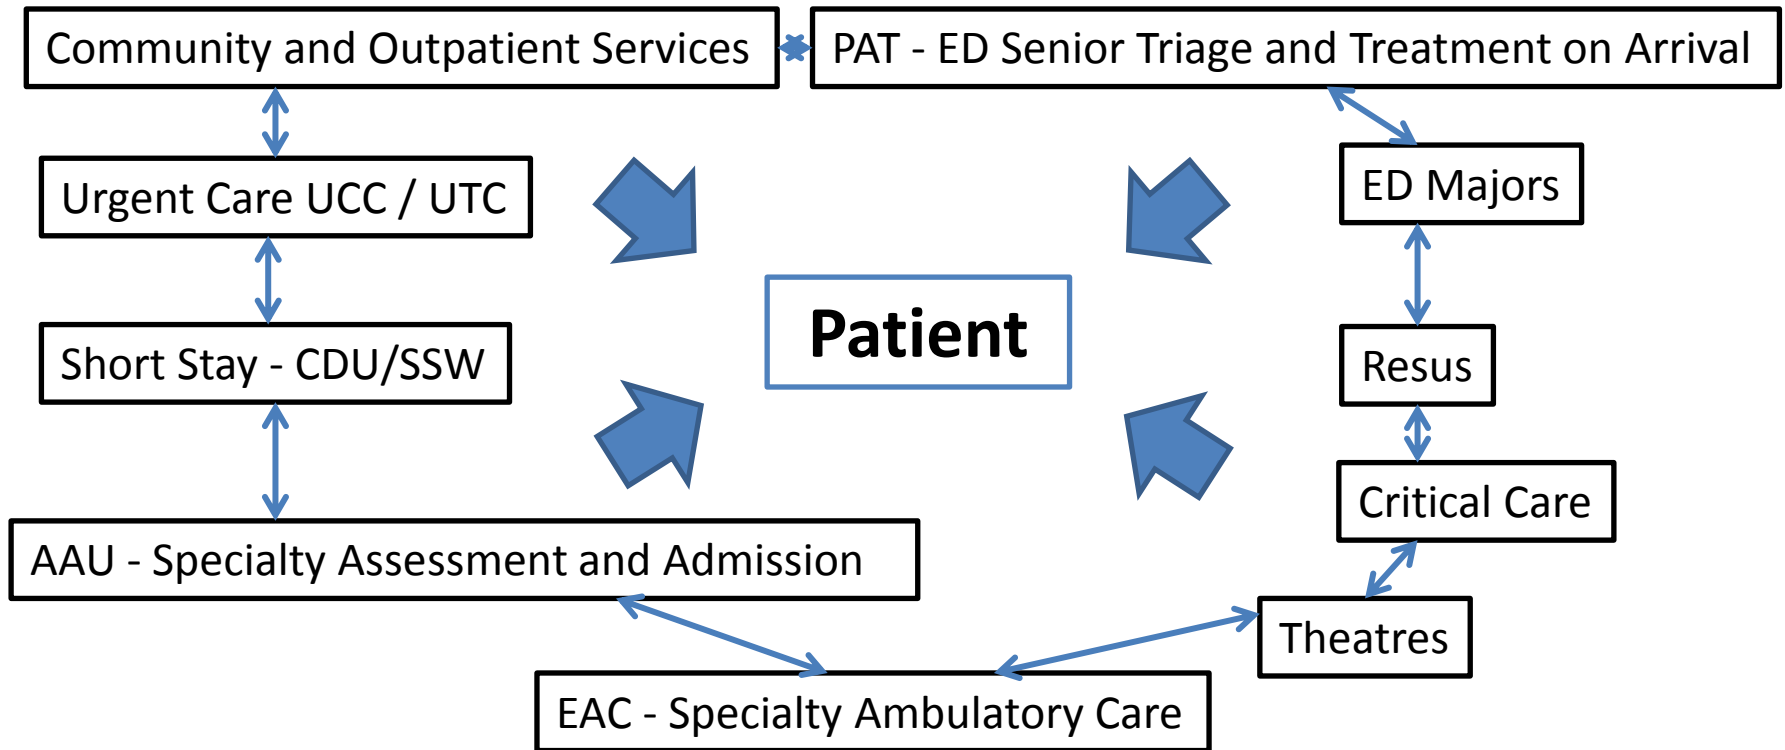 Community and Outpatient Services
PAT - ED Senior Triage and Treatment on Arrival
Urgent Care UCC / UTC
ED Majors
Patient
Short Stay - CDU/SSW
Resus
Critical Care
AAU - Specialty Assessment and Admission
Theatres
EAC - Specialty Ambulatory Care